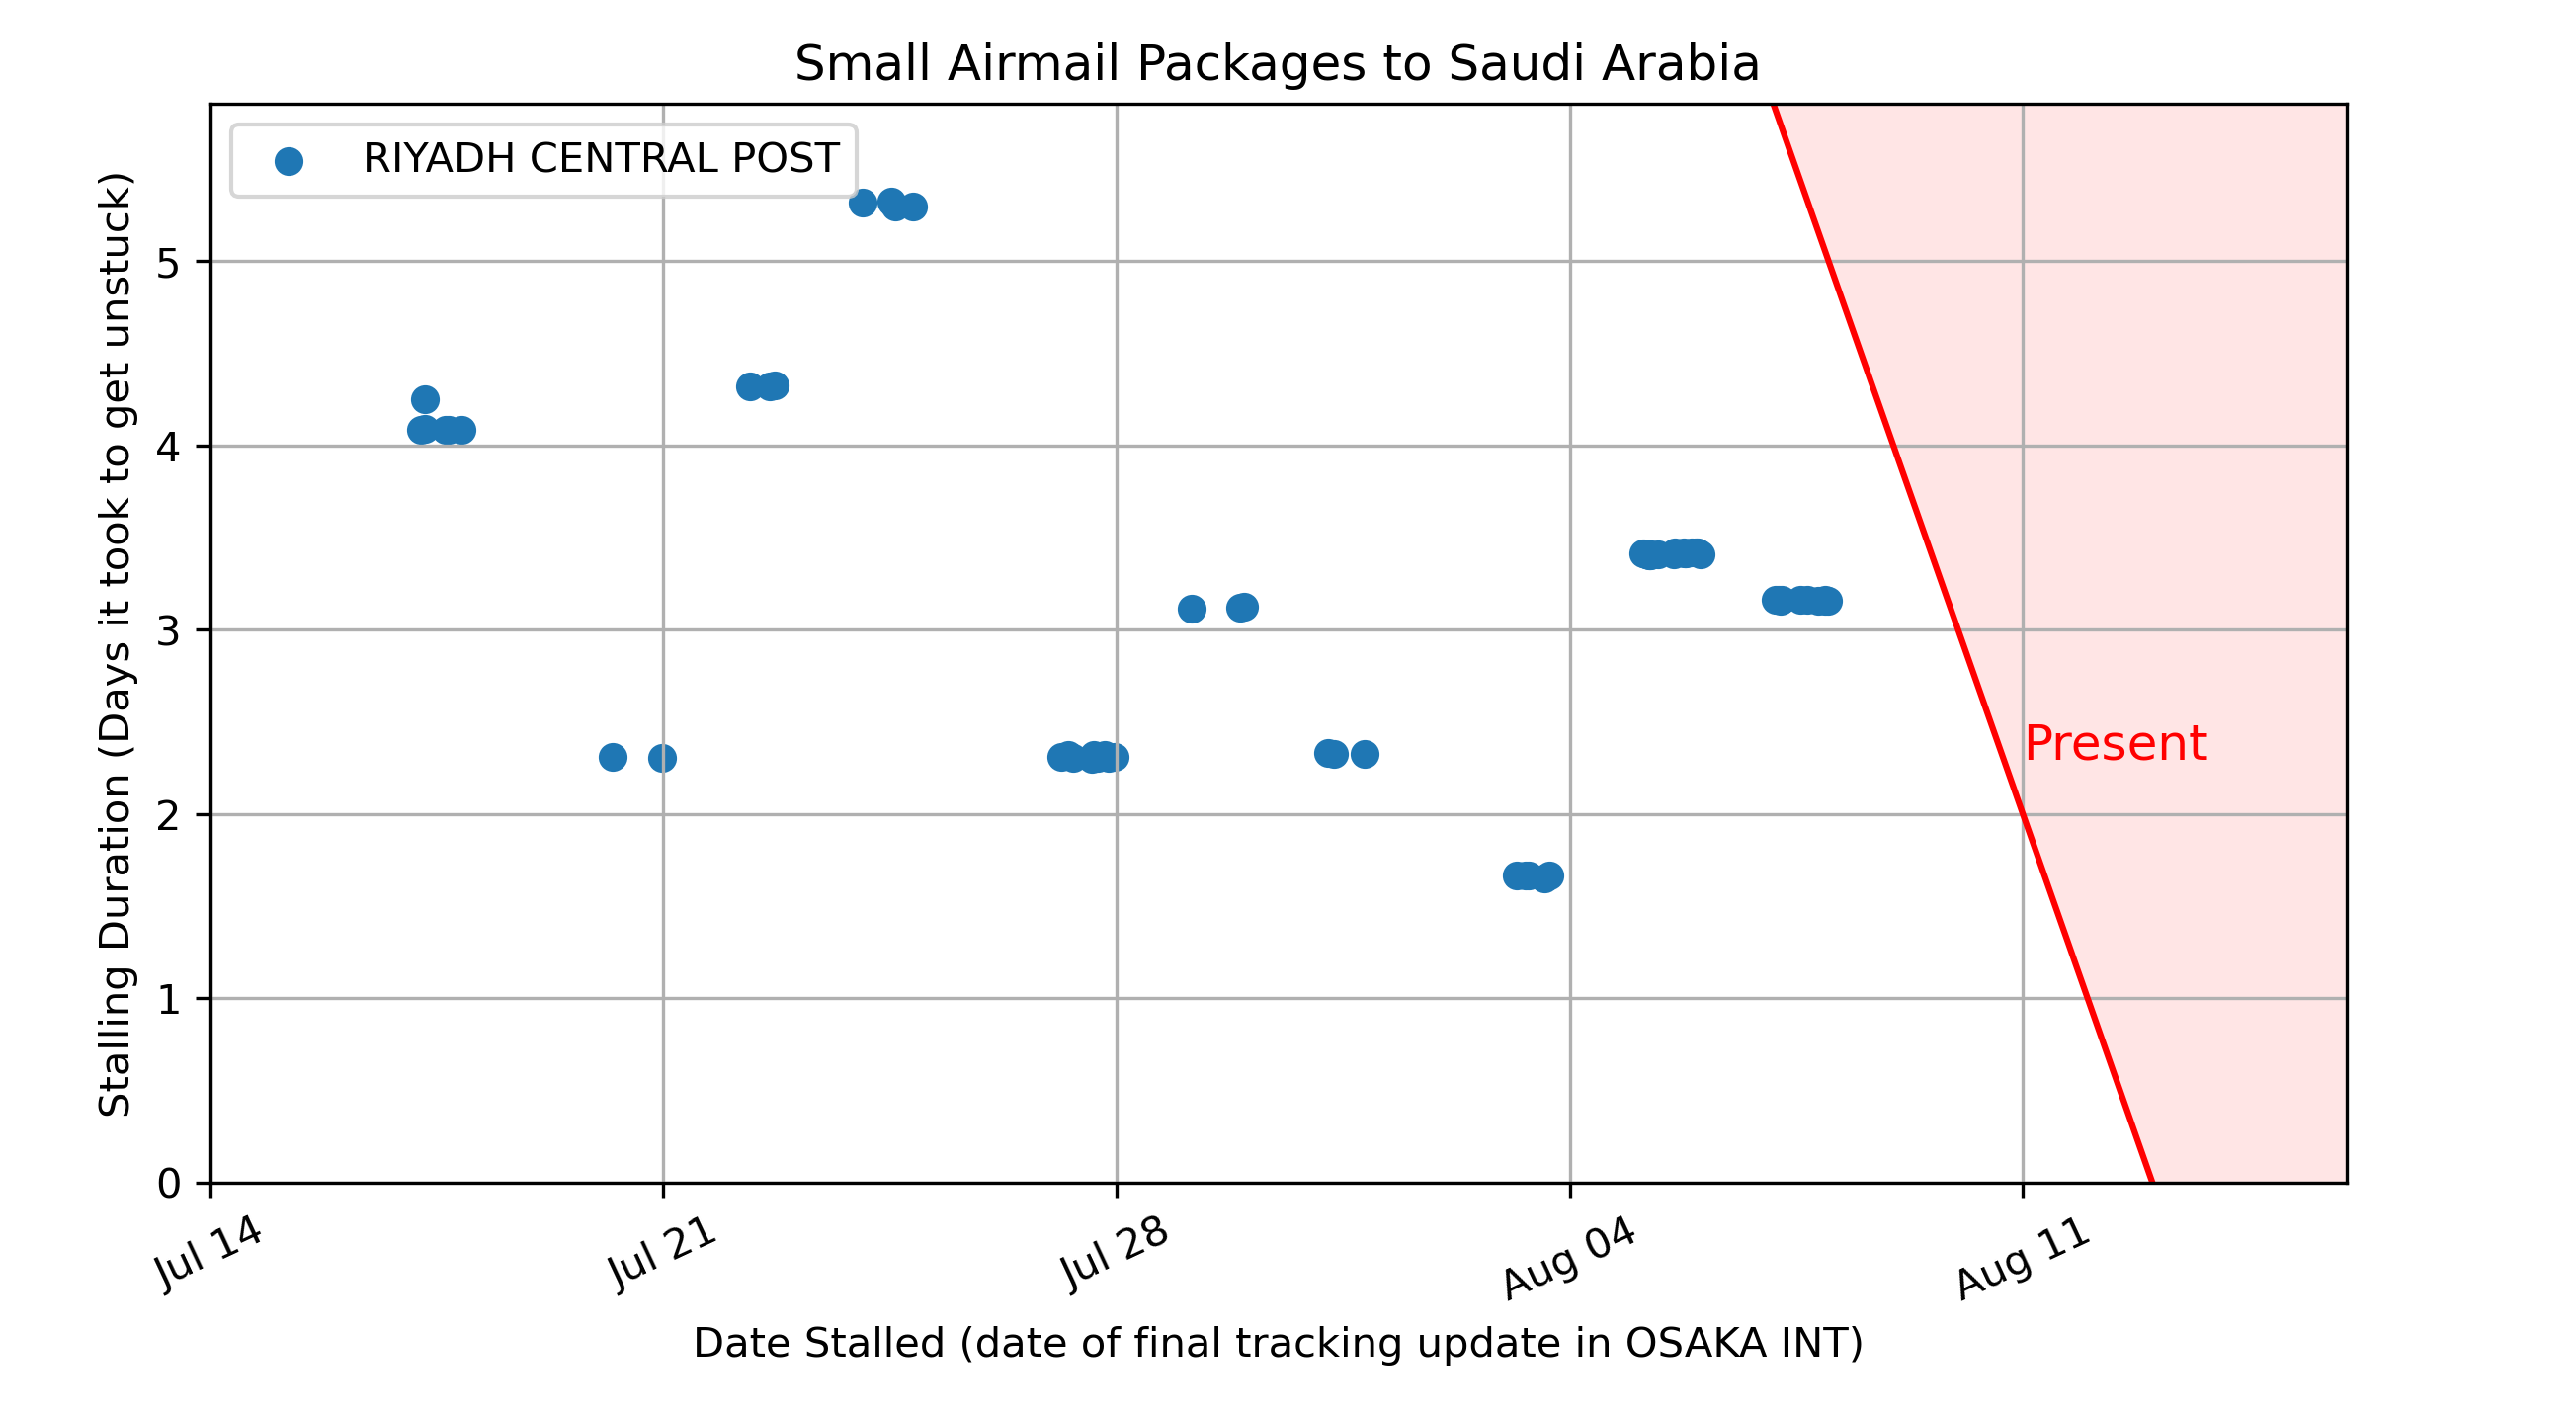 Small Airmail Packages to Saudi Arabia
RIYADH CENTRAL POST
Stalling Duration (Days it took to get unstuck)
5
4
3
2
1
0
Present
Jul 14
Jul 21
Jul 28
Aug 04
Aug 11
Date Stalled (date of final tracking update in OSAKA INT)